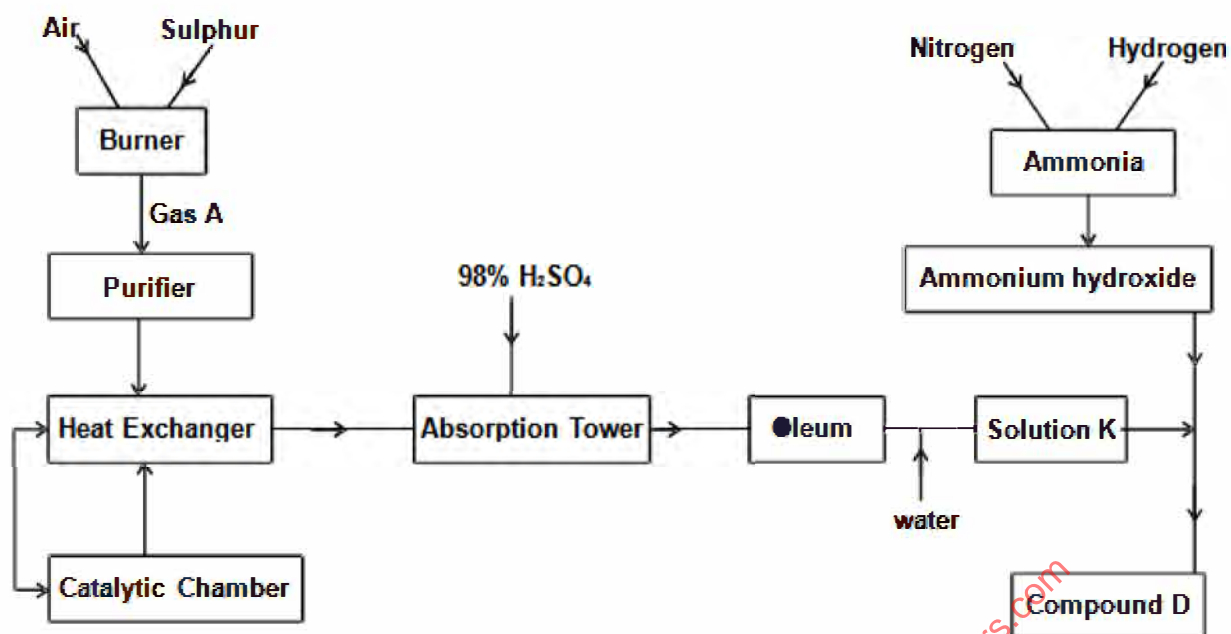 Air
Sulphur
Nitrogen
Hydrogen
Burner
Ammonia
Gas A
Purifier
98% H₂SO₄
Ammonium hydroxide
Heat Exchanger
Absorption Tower
Oleum
Solution K
water
Catalytic Chamber
Compound D